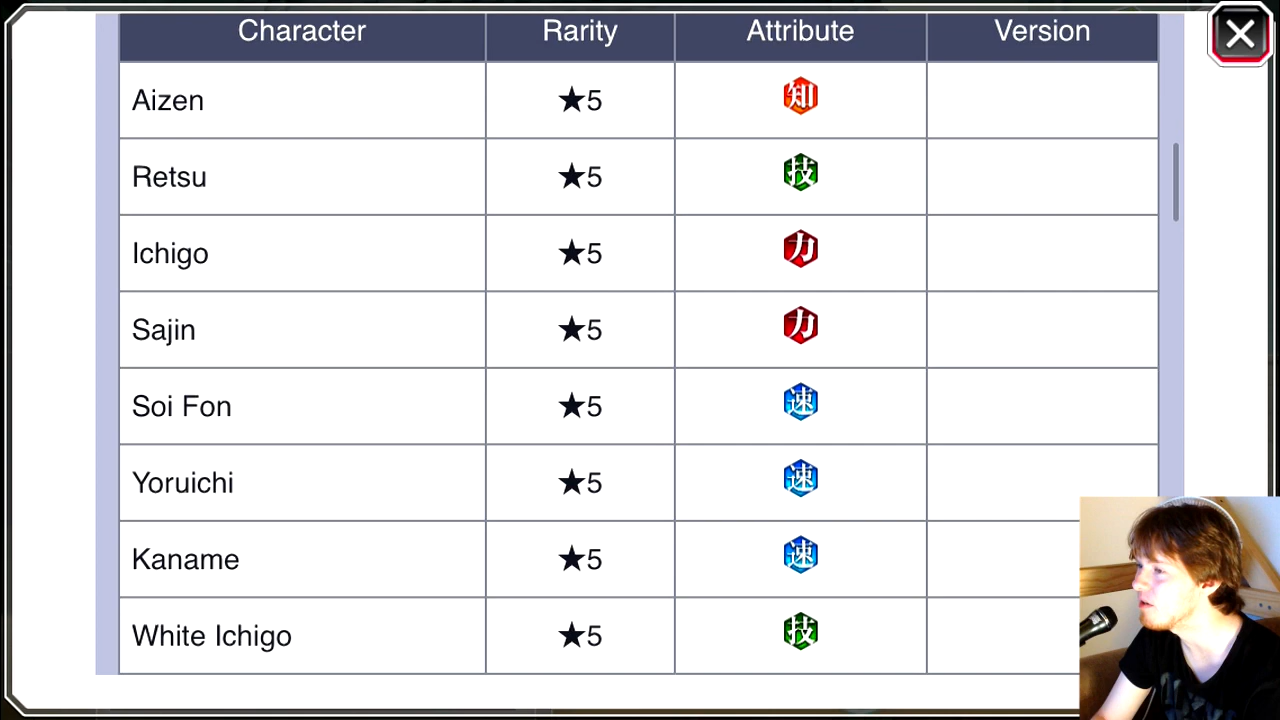 Character Rarity Attribute Version
Aizen ★5 知
Retsu ★5 技
Ichigo ★5 力
Sajin ★5 力
Soi Fon ★5 速
Yoruichi ★5 速
Kaname ★5 速
White Ichigo ★5 技